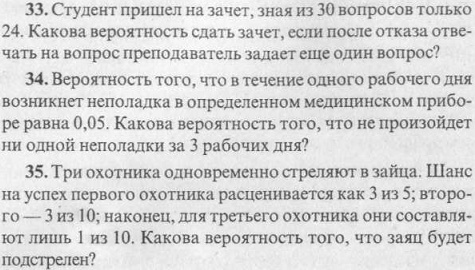 33. Студент пришел на зачет, зная из 30 вопросов только
24. Какова вероятность сдать зачет, если после отказа отве-
чать на вопрос преподаватель задает еще один вопрос?
34. Вероятность того, что в течение одного рабочего дня
возникнет неполадка в определенном медицинском прибо-
ре равна 0,05. Какова вероятность того, что не произойдет
ни одной неполадки за 3 рабочих дня?
35. Три охотника одновременно стреляют в зайца. Шанс
на успех первого охотника расценивается как 3 из 5; второ-
го — 3 из 10; наконец, для третьего охотника они составля-
ют лишь 1 из 10. Какова вероятность того, что заяц будет
подстрелен?